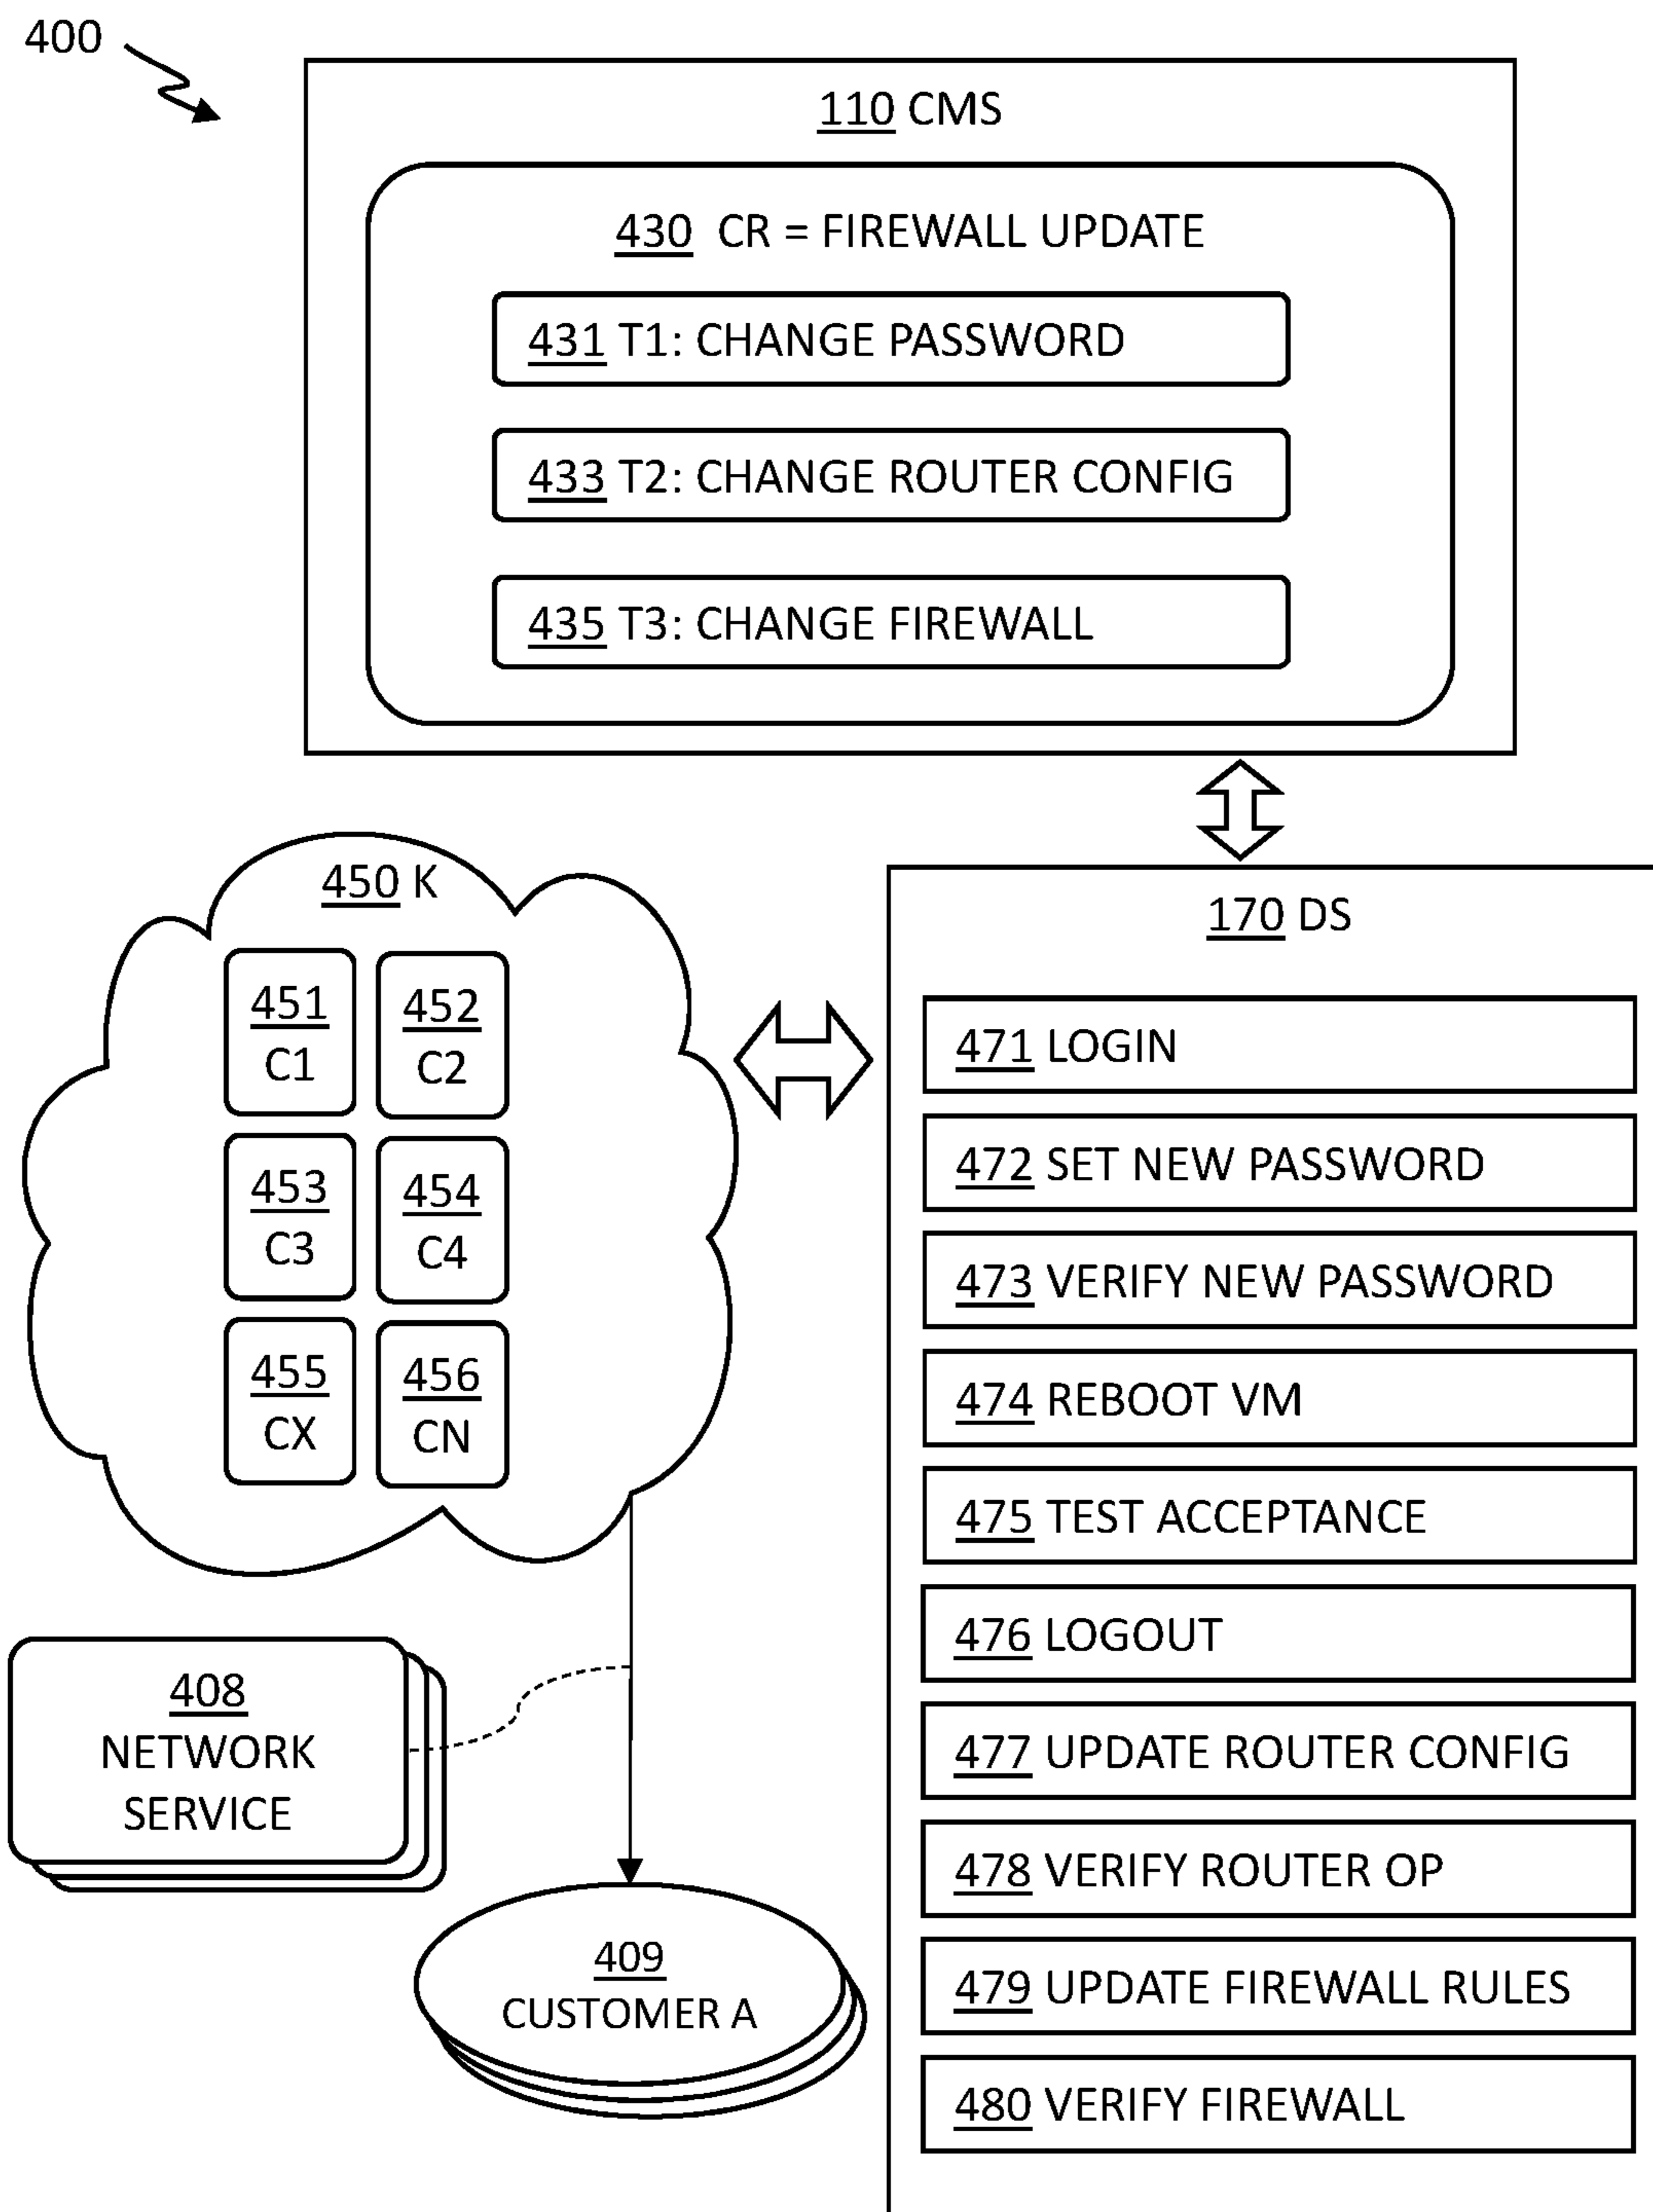 400
110 CMS
430 CR = FIREWALL UPDATE
431 T1: CHANGE PASSWORD
433 T2: CHANGE ROUTER CONFIG
435 T3: CHANGE FIREWALL
450 K
451
C1
452
C2
453
C3
454
C4
455
CX
456
CN
170 DS
471 LOGIN
472 SET NEW PASSWORD
473 VERIFY NEW PASSWORD
474 REBOOT VM
475 TEST ACCEPTANCE
476 LOGOUT
477 UPDATE ROUTER CONFIG
478 VERIFY ROUTER OP
479 UPDATE FIREWALL RULES
480 VERIFY FIREWALL
408
NETWORK
SERVICE
409
CUSTOMER A